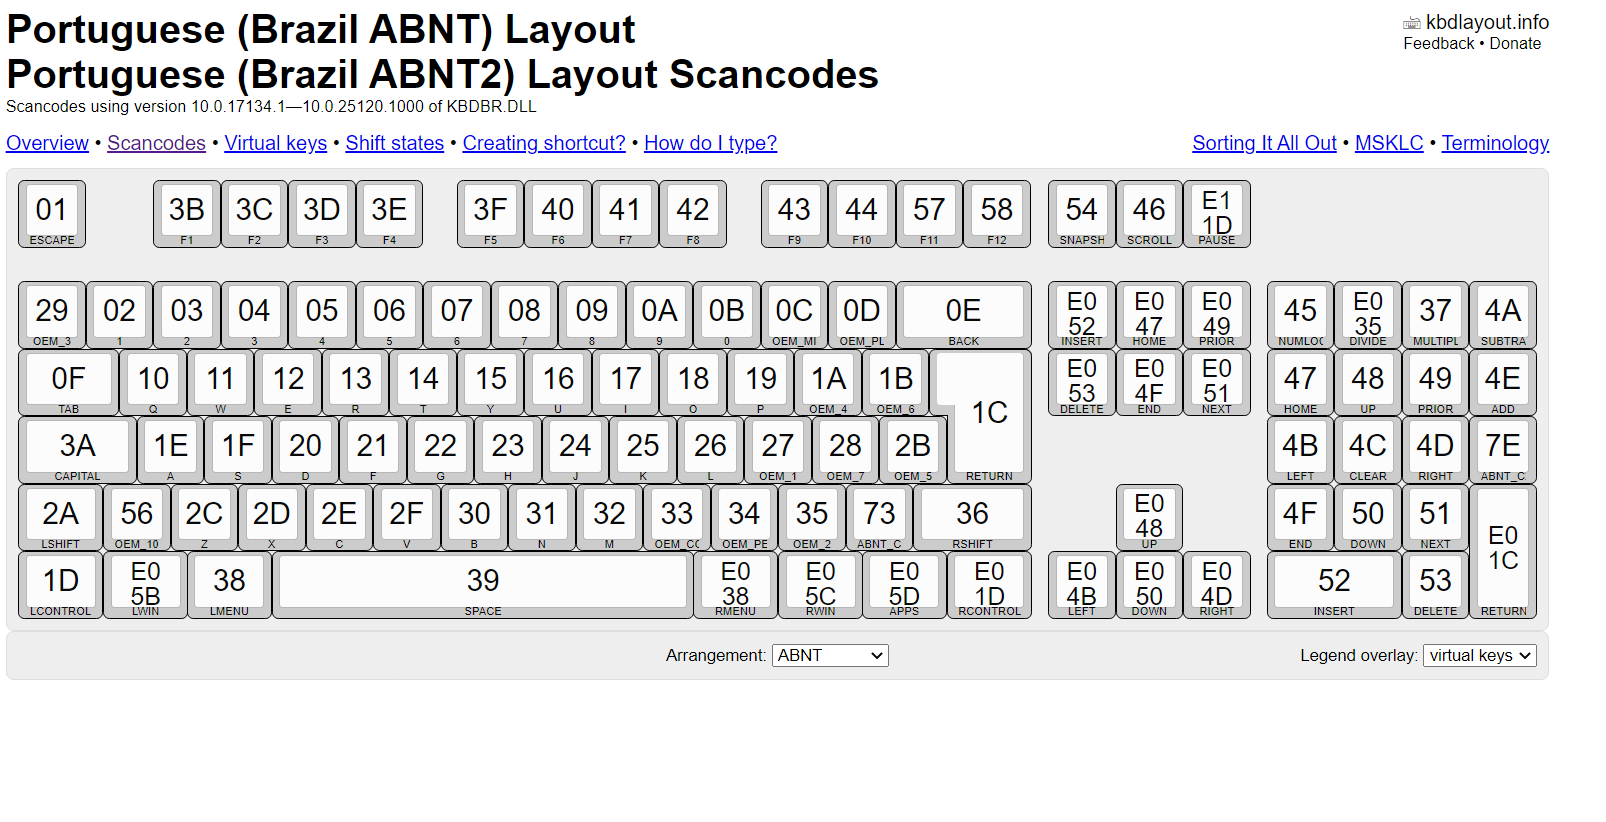 Portuguese (Brazil ABNT) Layout
kbdlayout.info
Feedback • Donate
Portuguese (Brazil ABNT2) Layout Scancodes
Scancodes using version 10.0.17134.1—10.0.25120.1000 of KBDBR.DLL
Overview • Scancodes • Virtual keys • Shift states • Creating shortcut? • How do I type?
Sorting It All Out • MSKLC • Terminology
01 3B 3C 3D 3E 3F 40 41 42 43 44 57 58 54 46 E1 1D
ESCAPE F1 F2 F3 F4 F5 F6 F7 F8 F9 F10 F11 F12 SNAPSH SCROLL PAUSE
29 02 03 04 05 06 07 08 09 0A 0B 0C 0D 0E E0 52 E0 47 E0 49 45 E0 35 37 4A
OEM_3 1 2 3 4 5 6 7 8 9 0 OEM_MI OEM_PL BACK INSERT HOME PRIOR NUMLOC DIVIDE MULTIPL SUBTRA
0F 10 11 12 13 14 15 16 17 18 19 1A 1B 1C E0 53 E0 4F E0 51 47 48 49 4E
TAB Q W E R T Y U I O P OEM_4 OEM_6 DELETE END NEXT HOME UP PRIOR ADD
3A 1E 1F 20 21 22 23 24 25 26 27 28 2B 4B 4C 4D 7E
CAPITAL A S D F G H J K L OEM_1 OEM_7 OEM_5 RETURN LEFT CLEAR RIGHT ABNT_C
2A 56 2C 2D 2E 2F 30 31 32 33 34 35 73 36 E0 48 4F 50 51 E0 1C
LSHIFT OEM_10 Z X C V B N M OEM_CO OEM_PE OEM_2 ABNT_C RSHIFT UP END DOWN NEXT
1D E0 5B 38 39 E0 38 E0 5C E0 5D E0 1D E0 4B E0 50 E0 4D 52 53
LCONTROL LWIN LMENU SPACE RMENU RWIN APPS RCONTROL LEFT DOWN RIGHT INSERT DELETE RETURN
Arrangement: ABNT
Legend overlay: virtual keys